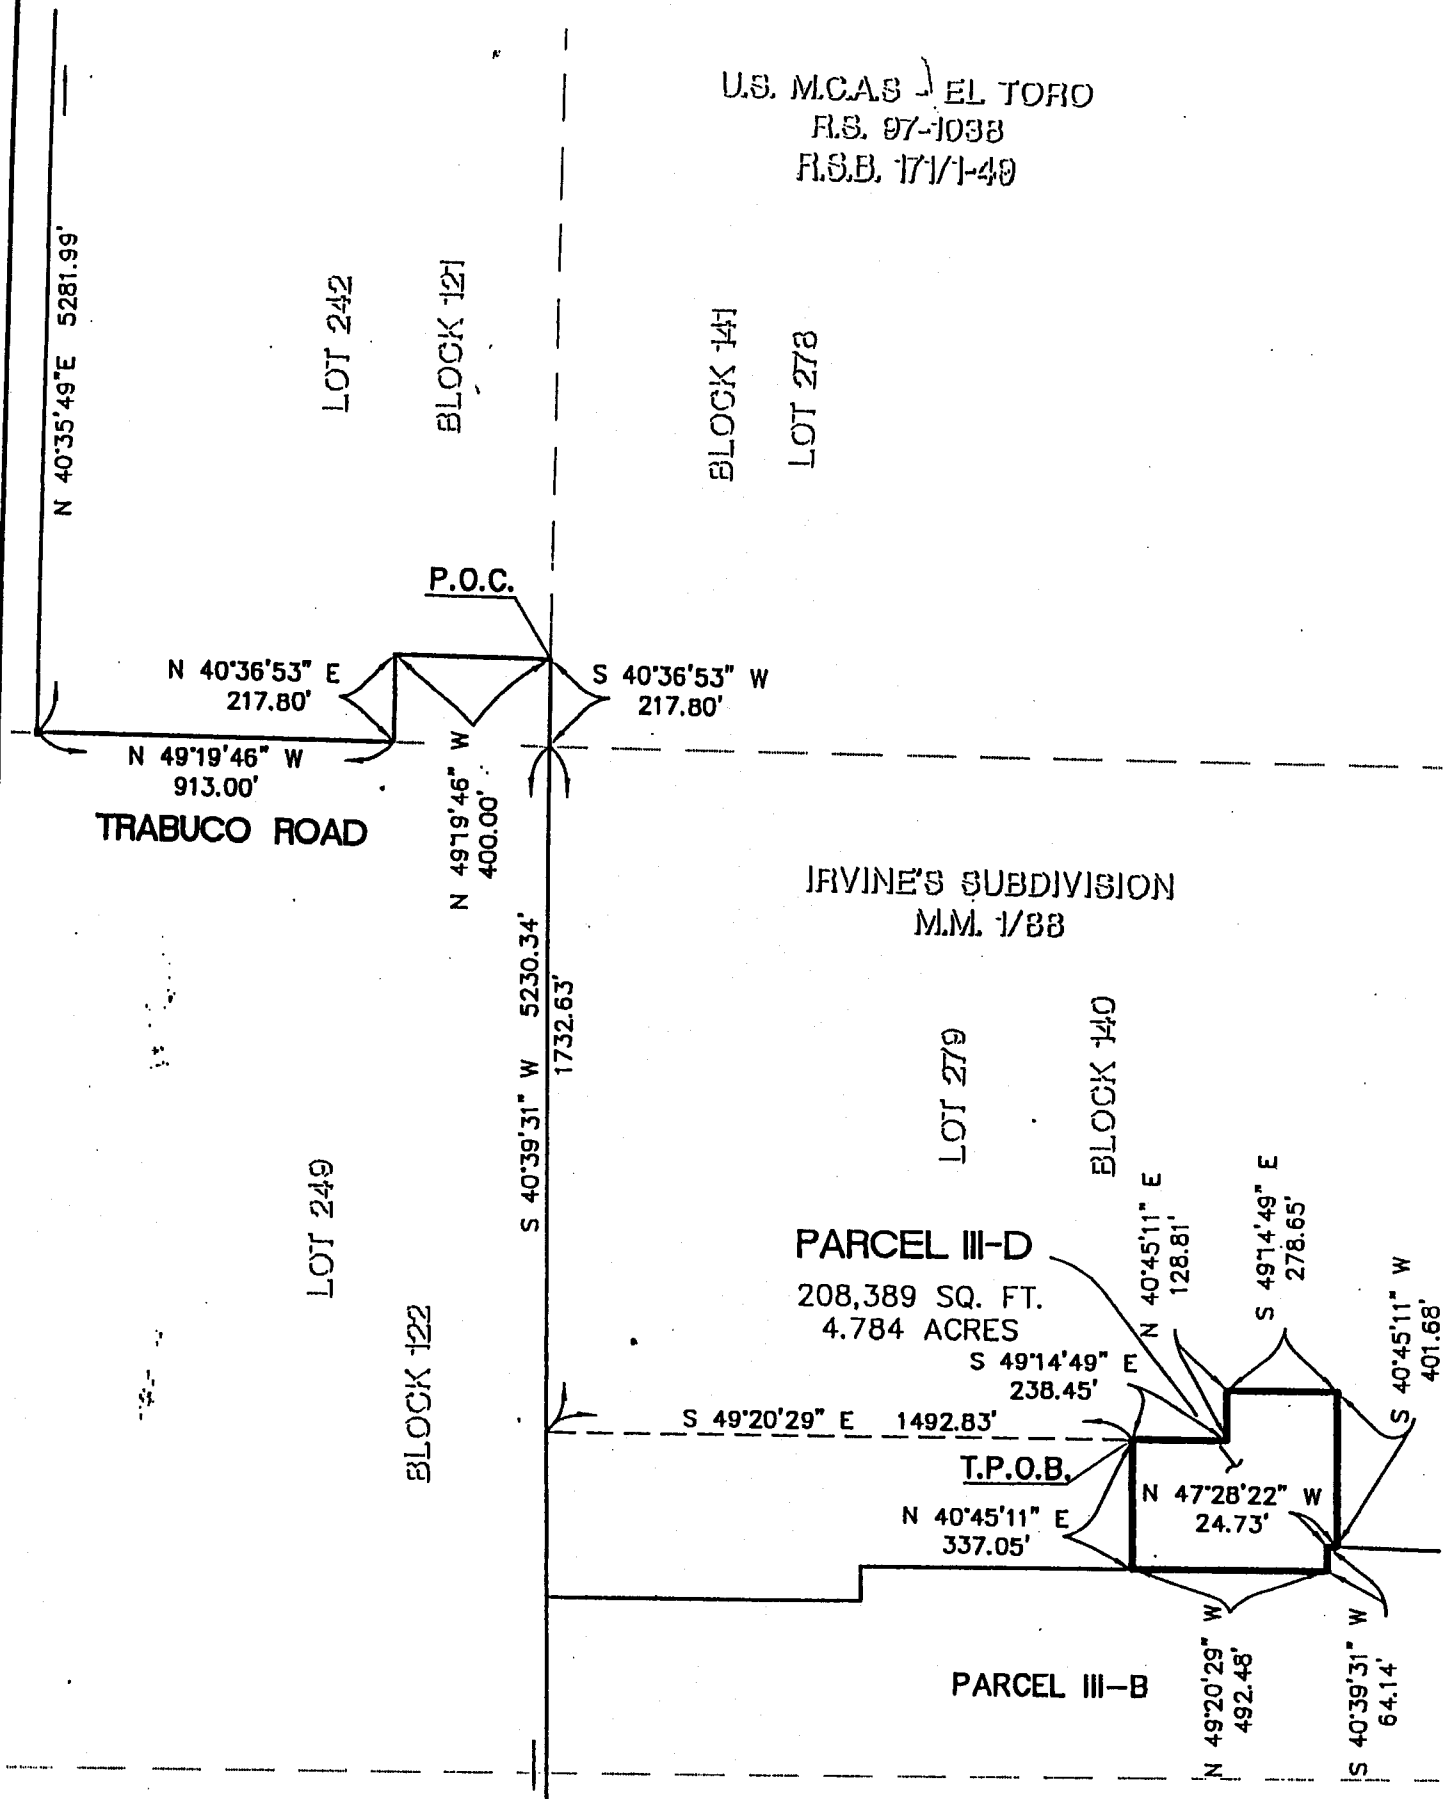 U.S. M.C.A.S - EL TORO
R.S. 97-1038
R.S.B. 171/1-49
N 40°35'49"E 5281.99'
LOT 242
BLOCK 121
BLOCK 141
LOT 278
P.O.C.
N 40°36'53" E
217.80'
S 40°36'53" W
217.80'
N 49°19'46" W
913.00'
N 49°19'46" W
400.00'
TRABUCO ROAD
IRVINE'S SUBDIVISION
M.M. 1/88
S 40°39'31" W 5230.34'
1732.63'
LOT 279
BLOCK 140
LOT 249
BLOCK 122
PARCEL III-D
208,389 SQ. FT.
4.784 ACRES
N 40°45'11" E
128.81'
S 49°14'49" E
278.65'
S 40°45'11" W
401.68'
S 49°14'49" E
238.45'
S 49°20'29" E 1492.83'
T.P.O.B.
N 47°28'22" W
24.73'
N 40°45'11" E
337.05'
PARCEL III-B
N 49°20'29" W
492.48'
S 40°39'31" W
64.14'